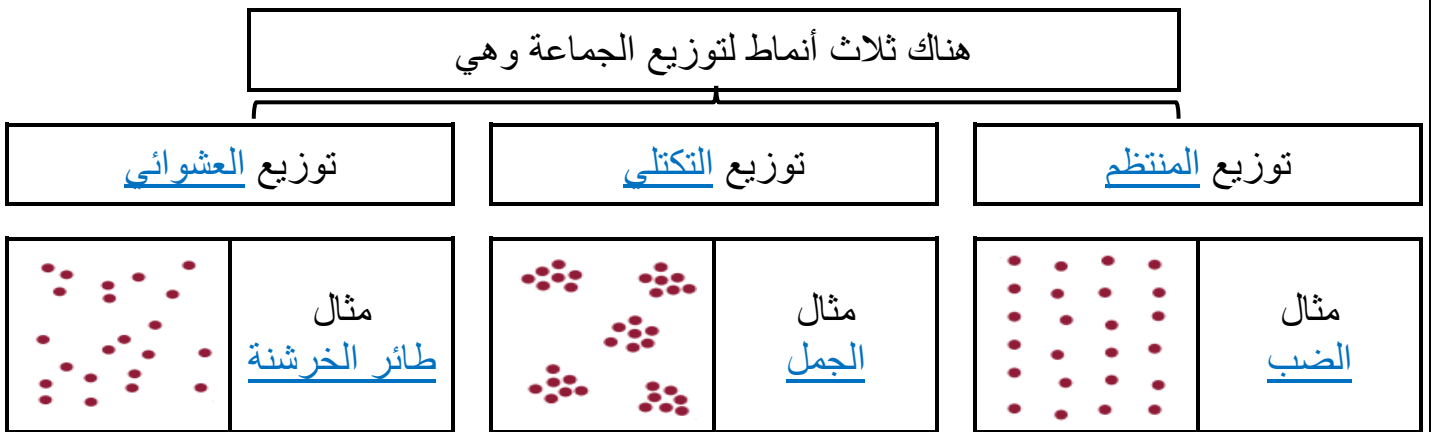 هناك ثلاث أنماط لتوزيع الجماعة وهي
توزيع المنتظم
توزيع التكتلي
توزيع العشوائي
مثال
الضب
مثال
الجمل
مثال
طائر الخرشنة